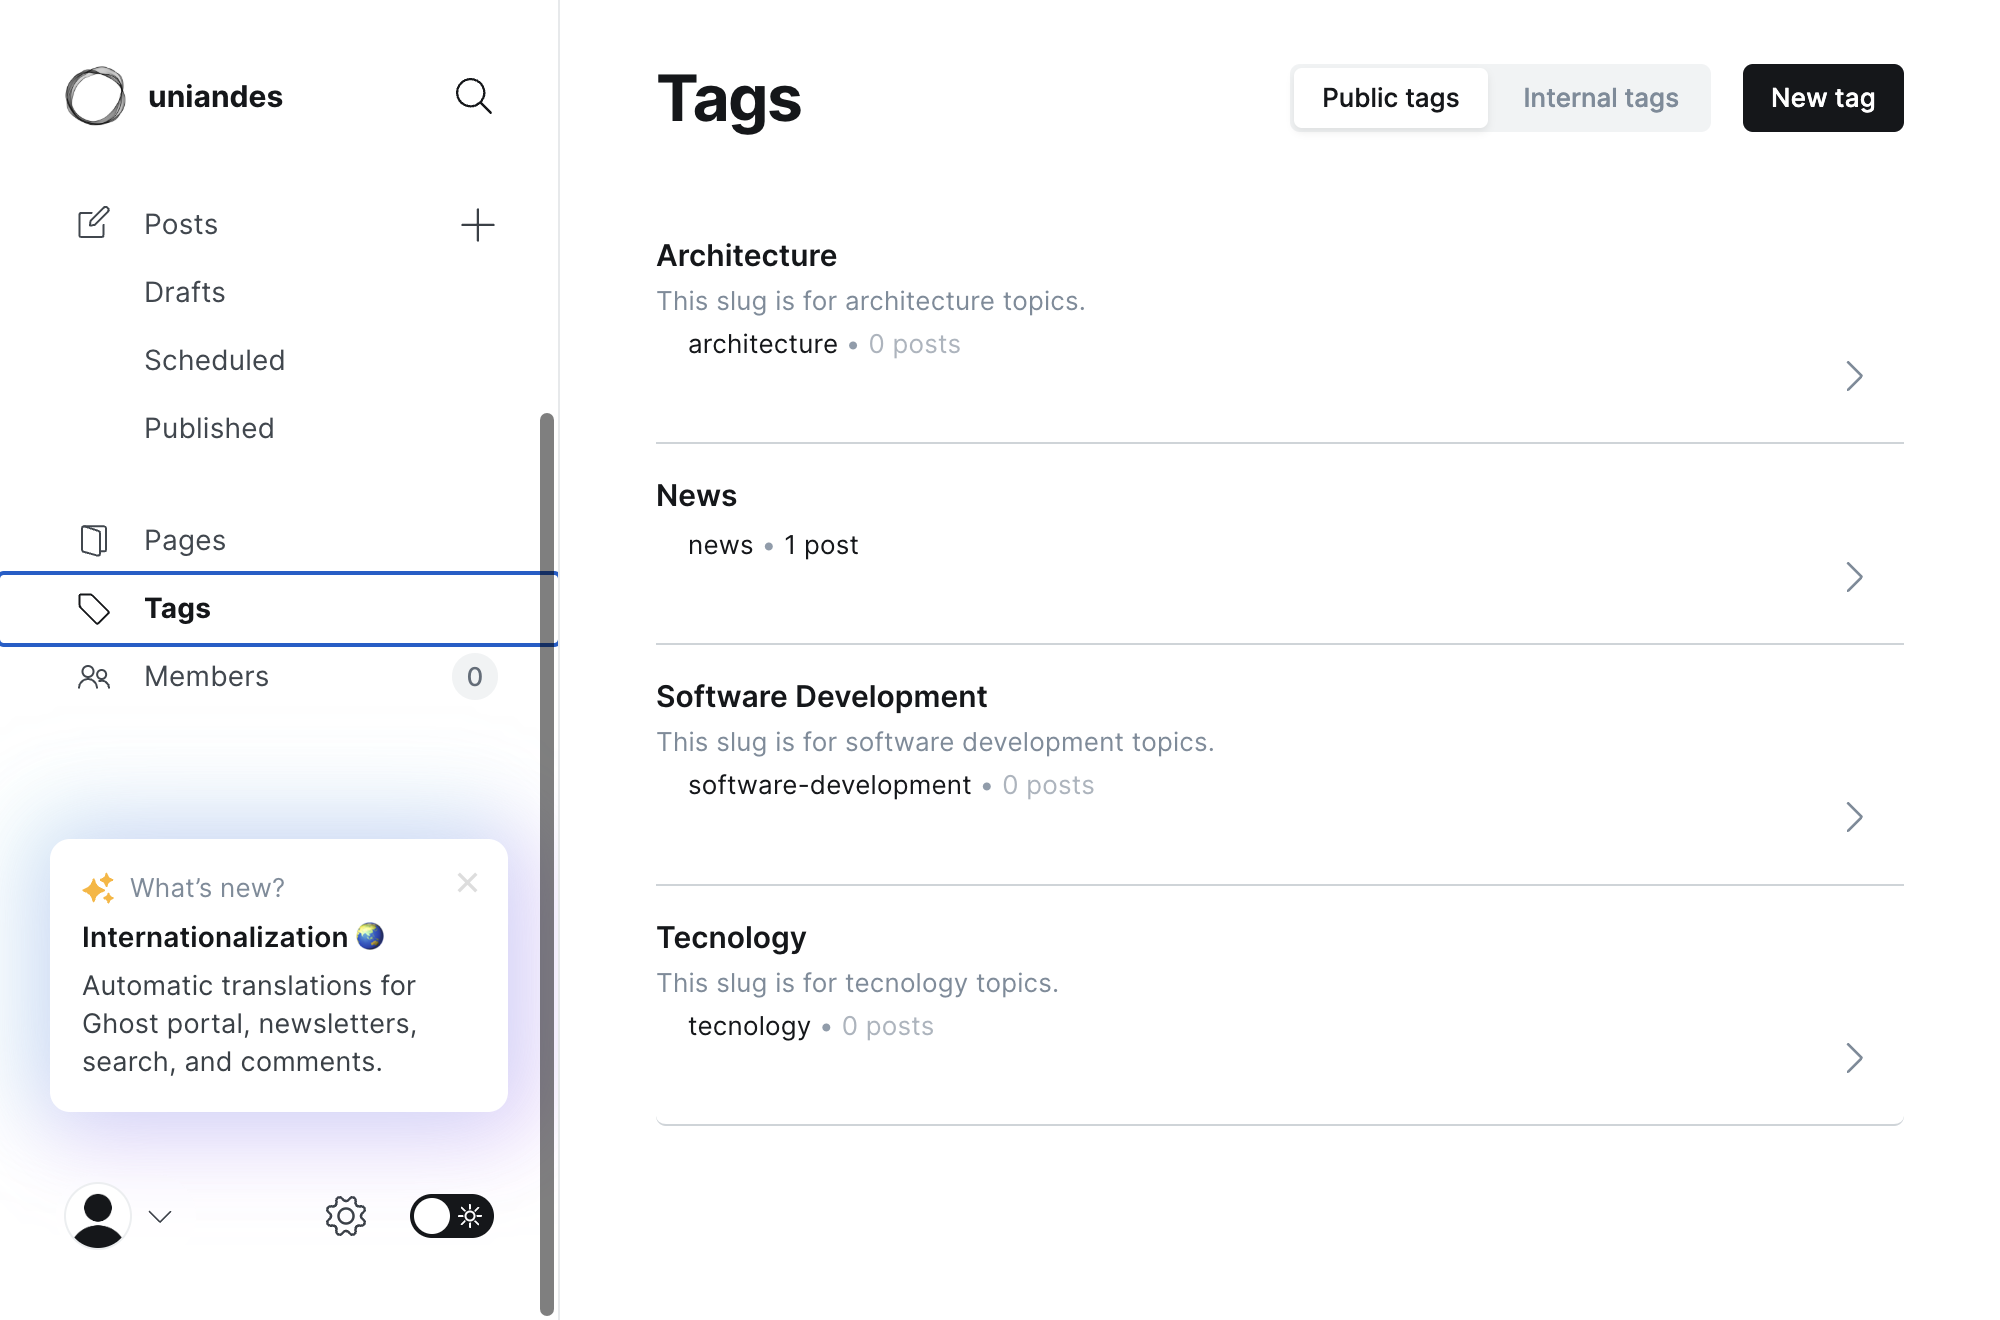 uniandes
Posts
Drafts
Scheduled
Published
Pages
Tags
Members 0
What’s new?
Internationalization
Automatic translations for
Ghost portal, newsletters,
search, and comments.
Tags
Public tags Internal tags New tag
Architecture
This slug is for architecture topics.
architecture • 0 posts
News
news • 1 post
Software Development
This slug is for software development topics.
software-development • 0 posts
Tecnology
This slug is for tecnology topics.
tecnology • 0 posts